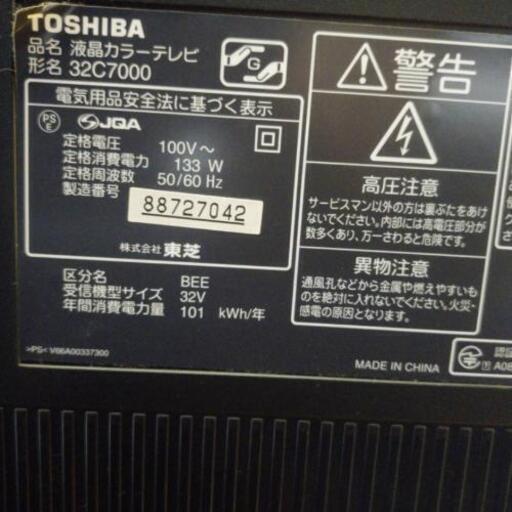 TOSHIBA
品名 液晶カラーテレビ
形名 32C7000
G
電気用品安全法に基づく表示
PS
E
JQA
定格電圧 100V～
定格消費電力 133 W
定格周波数 50/60 Hz
製造番号
88727042
株式会社 東芝
区分名 BEE
受信機型サイズ 32V
年間消費電力量 101 kWh/年
>PS< V66A00337300
警告
高圧注意
サービスマン以外の方は裏ぶたをあけ
ないでください。内部には高電圧部分が
数多くあり、万一さわると危険です。
異物注意
通風孔などから金属や燃えやすいも
のを絶対に入れないでください。火災・
感電の原因となります。
MADE IN CHINA